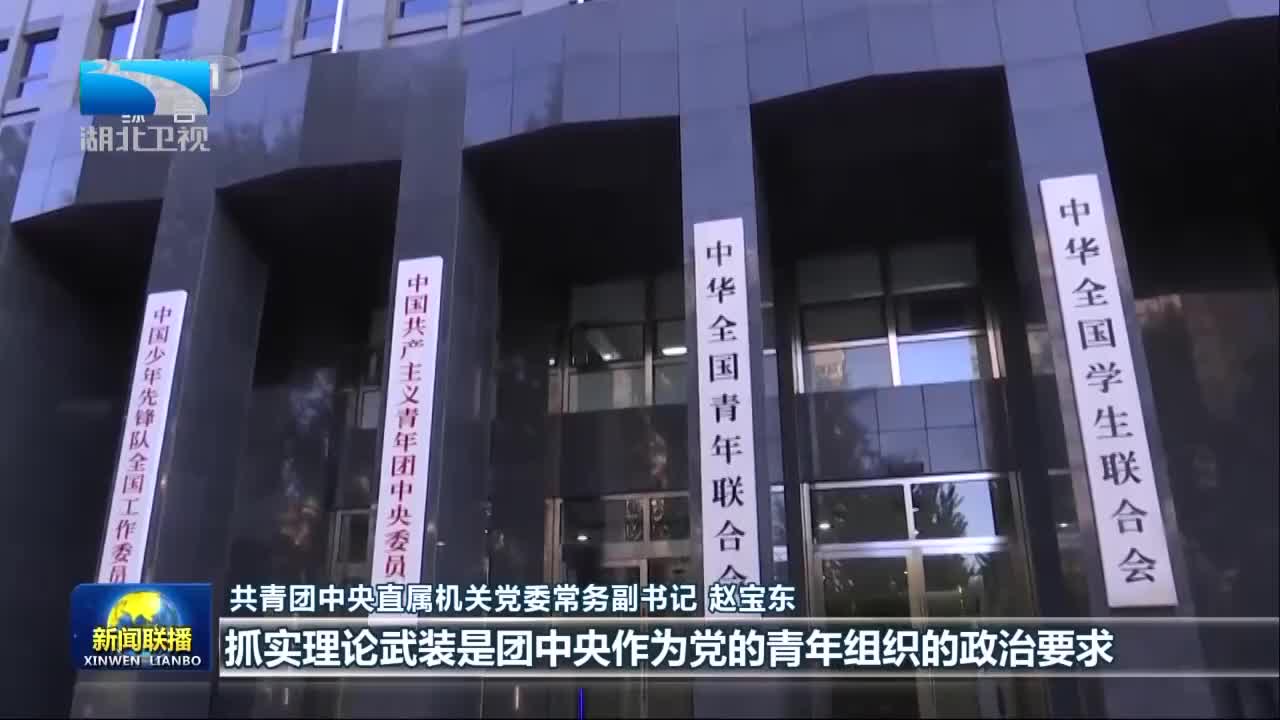 综合
湖北卫视
中国少年先锋队全国工作委员
中国共产主义青年团中央委员
中华全国青年联合会
中华全国学生联合会
共青团中央直属机关党委常务副书记 赵宝东
新闻联播
XINWEN LIANBO
抓实理论武装是团中央作为党的青年组织的政治要求